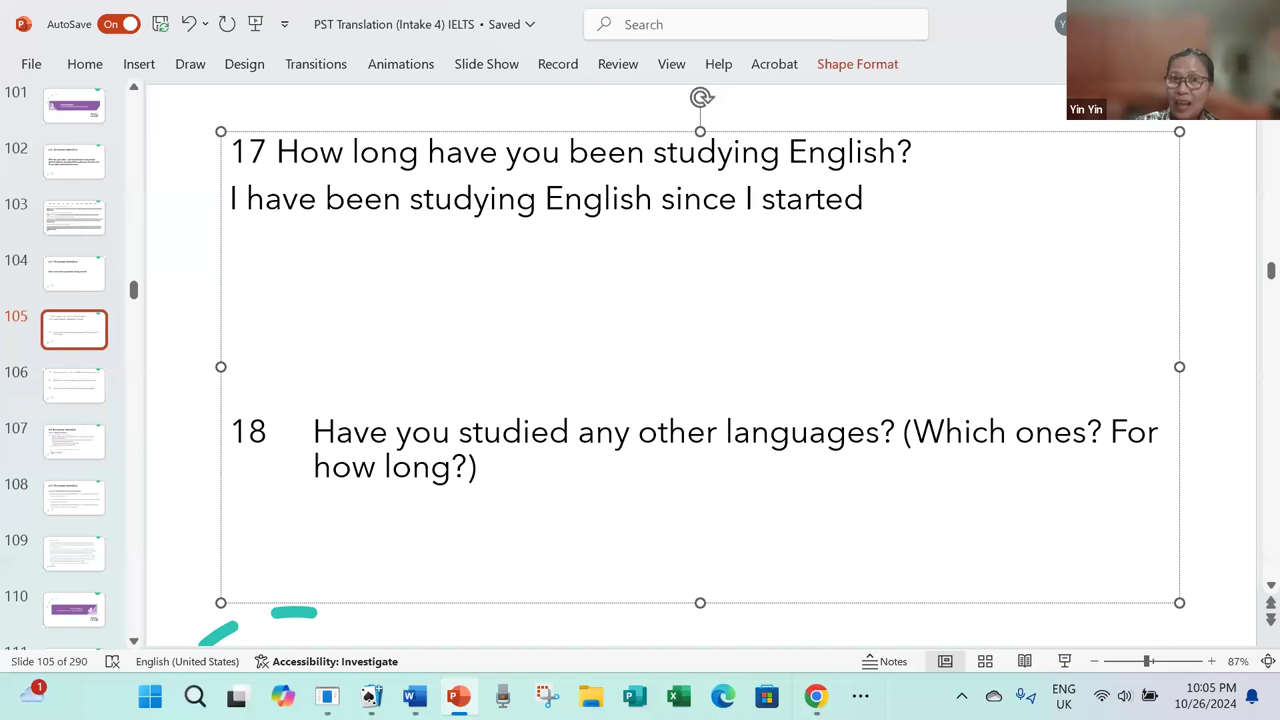 AutoSave On PST Translation (Intake 4) IELTS • Saved Search
File Home Insert Draw Design Transitions Animations Slide Show Record Review View Help Acrobat Shape Format
Yin Yin
101
102
103
104
105
106
107
108
109
110
17 How long have you been studying English?
I have been studying English since I started
18 Have you studied any other languages? (Which ones? For
how long?)
Slide 105 of 290 English (United States) Accessibility: Investigate Notes 87%
1
ENG
UK
10:05 PM
10/26/2024